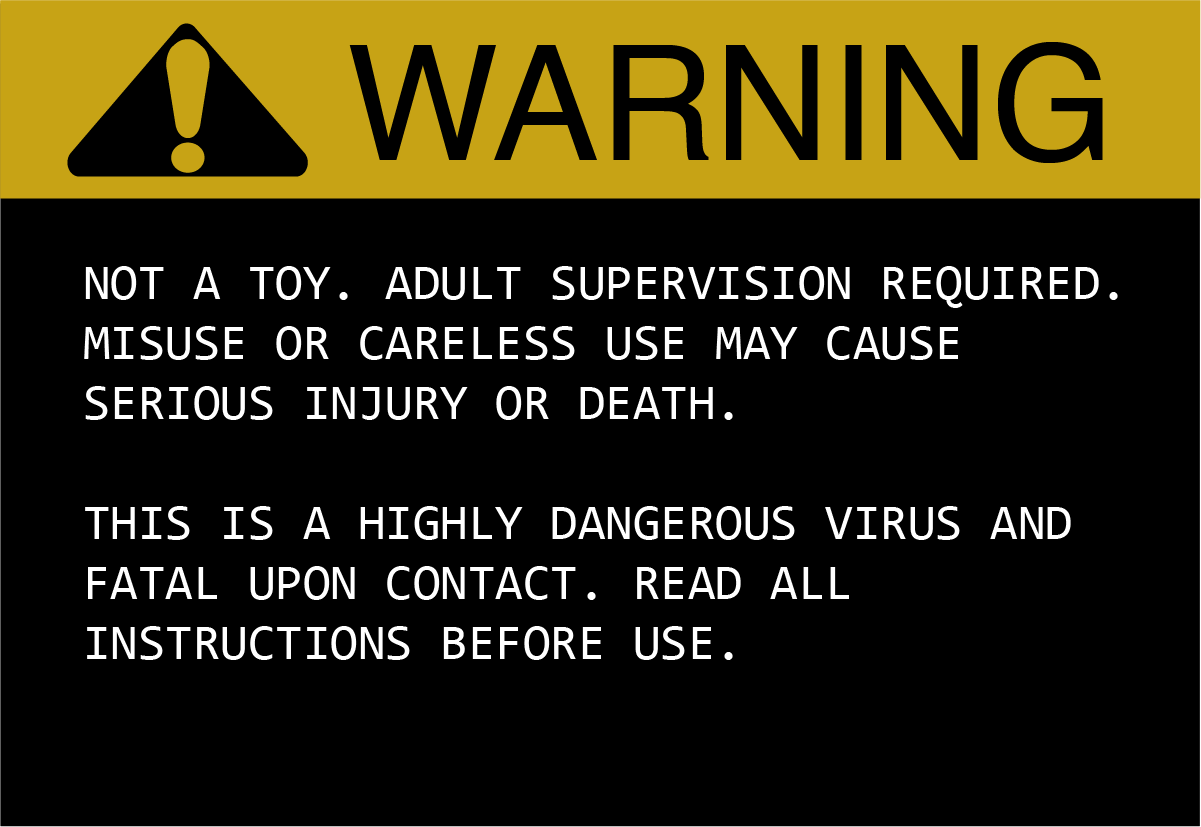 WARNING
NOT A TOY. ADULT SUPERVISION REQUIRED.
MISUSE OR CARELESS USE MAY CAUSE
SERIOUS INJURY OR DEATH.
THIS IS A HIGHLY DANGEROUS VIRUS AND
FATAL UPON CONTACT. READ ALL
INSTRUCTIONS BEFORE USE.